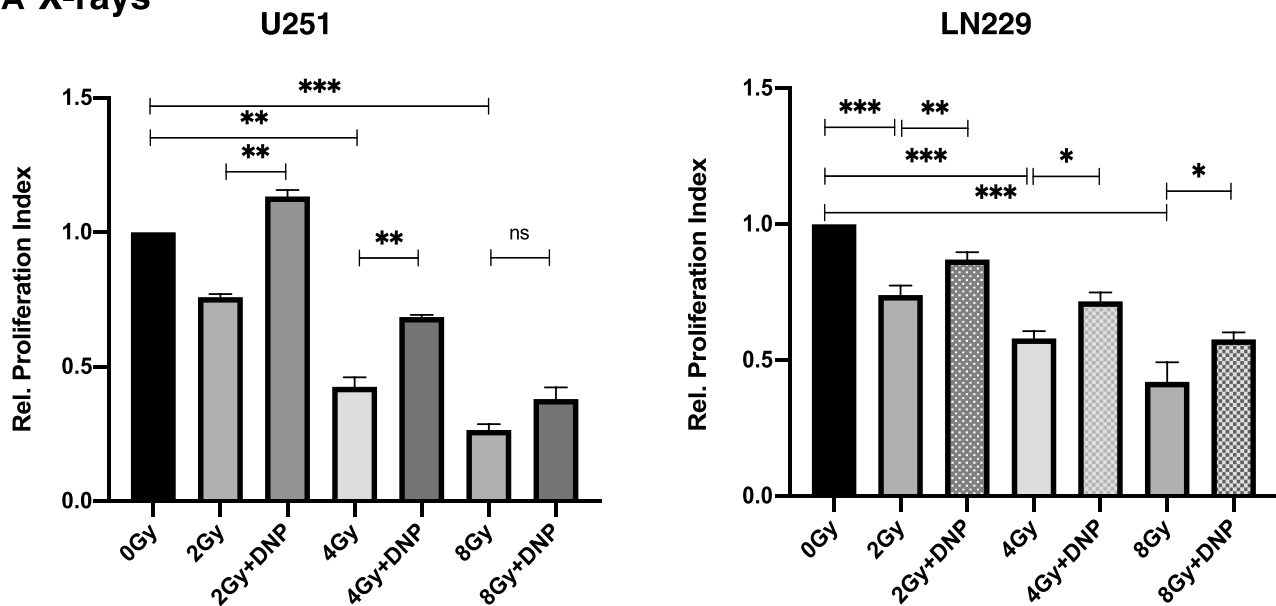 A X-rays
U251
Rel. Proliferation Index
1.5
1.0
0.5
0.0
***
**
**
**
ns
0Gy
2Gy
2Gy+DNP
4Gy
4Gy+DNP
8Gy
8Gy+DNP
LN229
Rel. Proliferation Index
1.5
1.0
0.5
0.0
*** **
*** *
*** *
0Gy
2Gy
2Gy+DNP
4Gy
4Gy+DNP
8Gy
8Gy+DNP